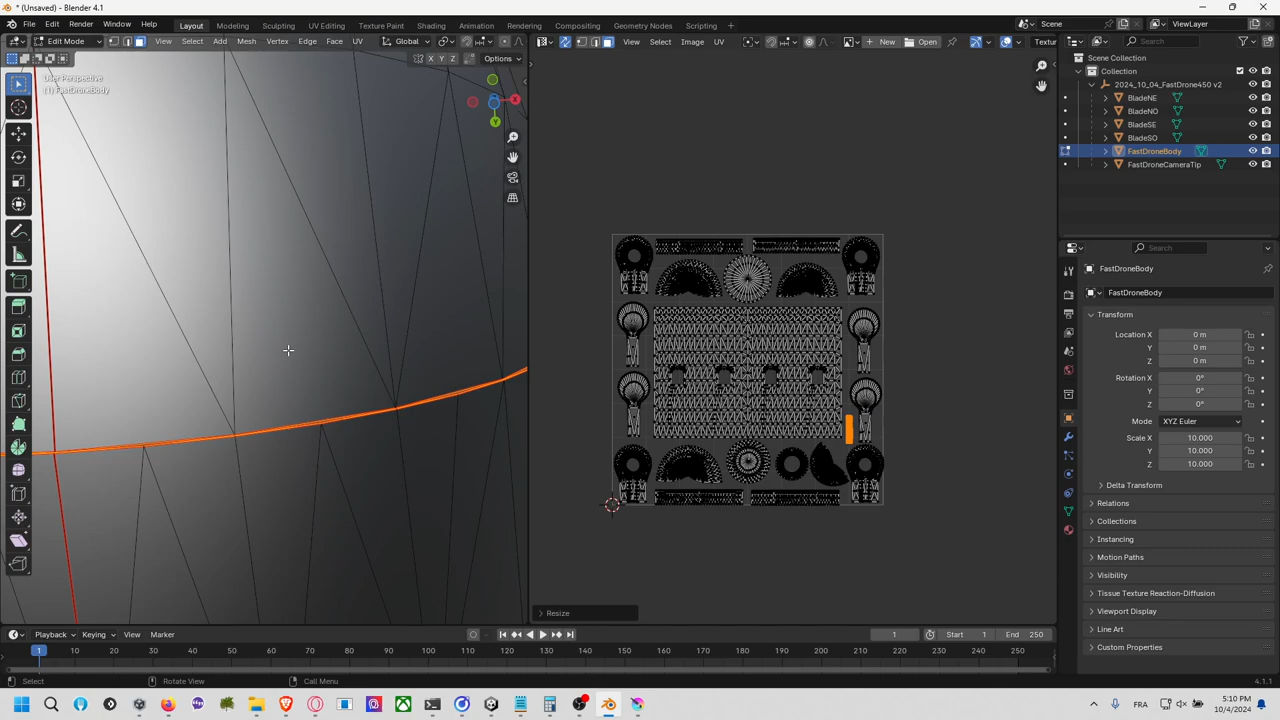 * (Unsaved) - Blender 4.1
File Edit Render Window Help Layout Modeling Sculpting UV Editing Texture Paint Shading Animation Rendering Compositing Geometry Nodes Scripting + Scene ViewLayer
Edit Mode View Select Add Mesh Vertex Edge Face UV Global View Select Image UV New Open Textur Search
X Y Z Options
User Perspective
(1) FastDroneBody
X
Y
Scene Collection
Collection
2024_10_04_FastDrone450 v2
BladeNE
BladeNO
BladeSE
BladeSO
FastDroneBody
FastDroneCameraTip
Search
FastDroneBody
FastDroneBody
Transform
Location X 0 m
Y 0 m
Z 0 m
Rotation X 0°
Y 0°
Z 0°
Mode XYZ Euler
Scale X 10.000
Y 10.000
Z 10.000
Delta Transform
Relations
Collections
Instancing
Motion Paths
Visibility
Tissue Texture Reaction-Diffusion
Viewport Display
Line Art
Custom Properties
Resize
Playback Keying View Marker 1 Start 1 End 250
1 10 20 30 40 50 60 70 80 90 100 110 120 130 140 150 160 170 180 190 200 210 220 230 240 250
Select Rotate View Call Menu 4.1.1
FRA 5:10 PM
10/4/2024